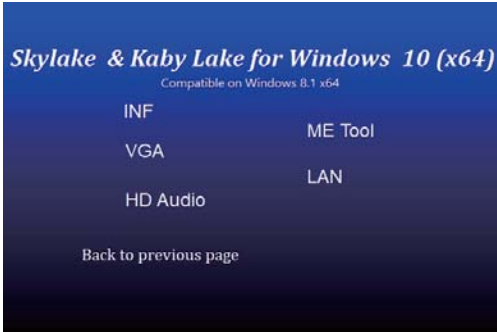 Skylake & Kaby Lake for Windows 10 (x64)
Compatible on Windows 8.1 x64
INF
ME Tool
VGA
LAN
HD Audio
Back to previous page